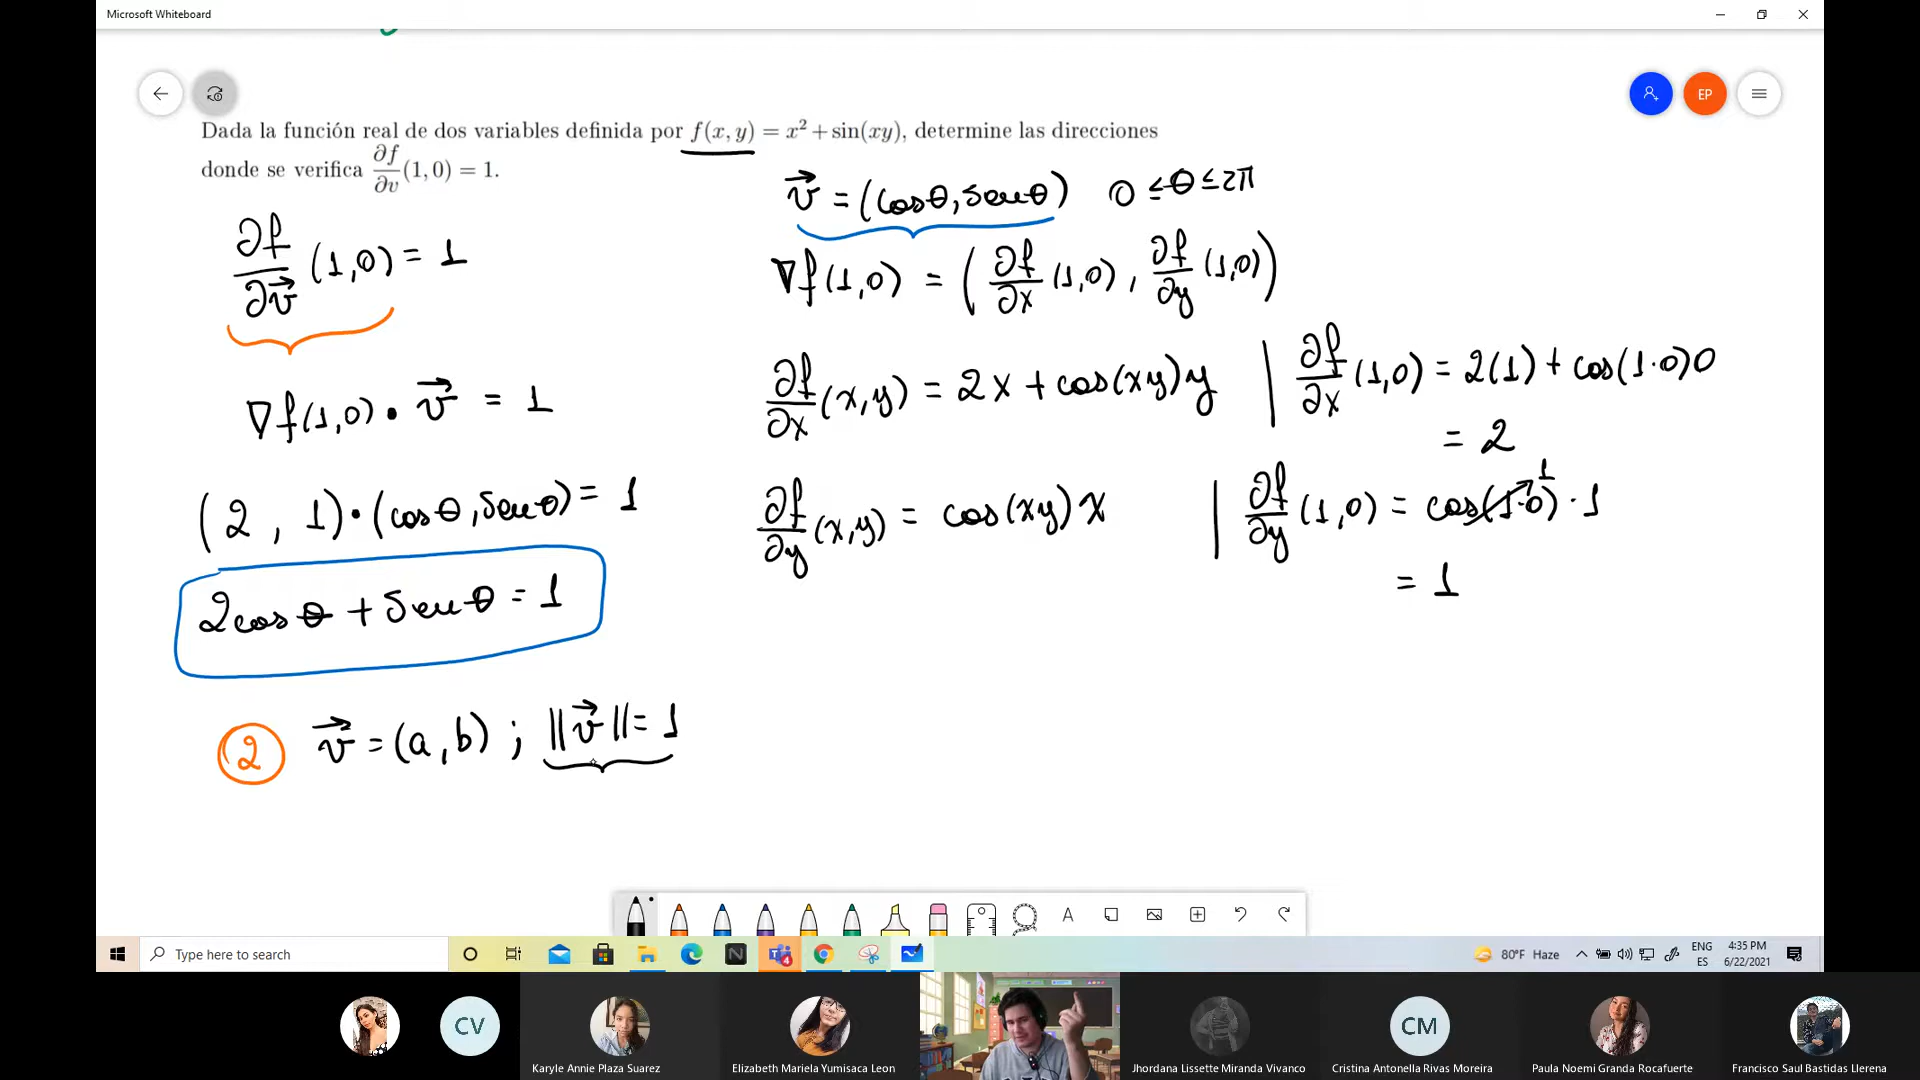 Microsoft Whiteboard
EP
Dada la función real de dos variables definida por f(x, y) = x² + sin(xy), determine las direcciones
donde se verifica ∂f/∂v (1, 0) = 1.
v⃗ = (cosθ, senθ) 0 ≤ θ ≤ 2π
∂f/∂v⃗ (1,0) = 1
∇f(1,0) = ( ∂f/∂x (1,0) , ∂f/∂y (1,0) )
∇f(1,0) • v⃗ = 1
∂f/∂x (x,y) = 2x + cos(xy)y | ∂f/∂x (1,0) = 2(1) + cos(1·0)0
= 2
(2 , 1) • (cosθ, senθ) = 1
∂f/∂y (x,y) = cos(xy) x | ∂f/∂y (1,0) = cos(1·0) · 1
1
= 1
2cosθ + senθ = 1
2 v⃗ = (a, b) ; ||v⃗|| = 1
A
Type here to search
N
4
80°F Haze
ENG
ES
4:35 PM
6/22/2021
CV
Karyle Annie Plaza Suarez
Elizabeth Mariela Yumisaca Leon
Jhordana Lissette Miranda Vivanco
CM
Cristina Antonella Rivas Moreira
Paula Noemi Granda Rocafuerte
Francisco Saul Bastidas Llerena